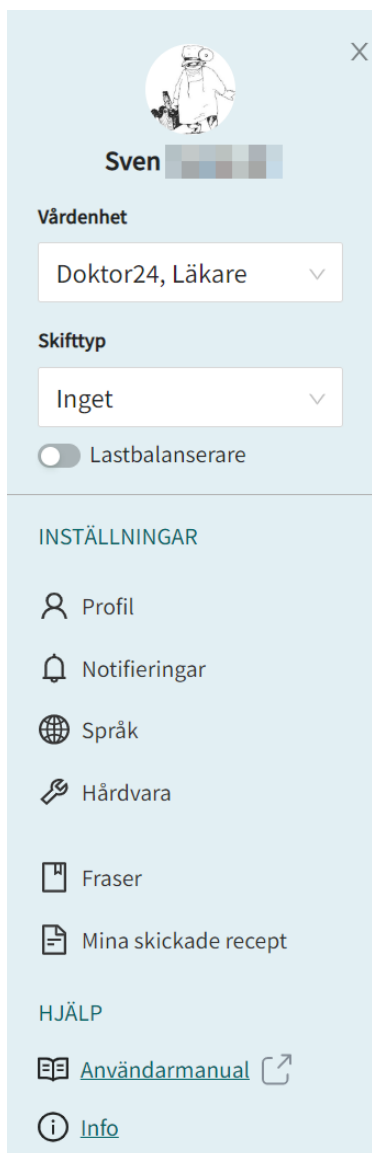 Sven
Vårdenhet
Doktor24, Läkare
Skifttyp
Inget
Lastbalanserare
INSTÄLLNINGAR
Profil
Notifieringar
Språk
Hårdvara
Fraser
Mina skickade recept
HJÄLP
Användarmanual
Info